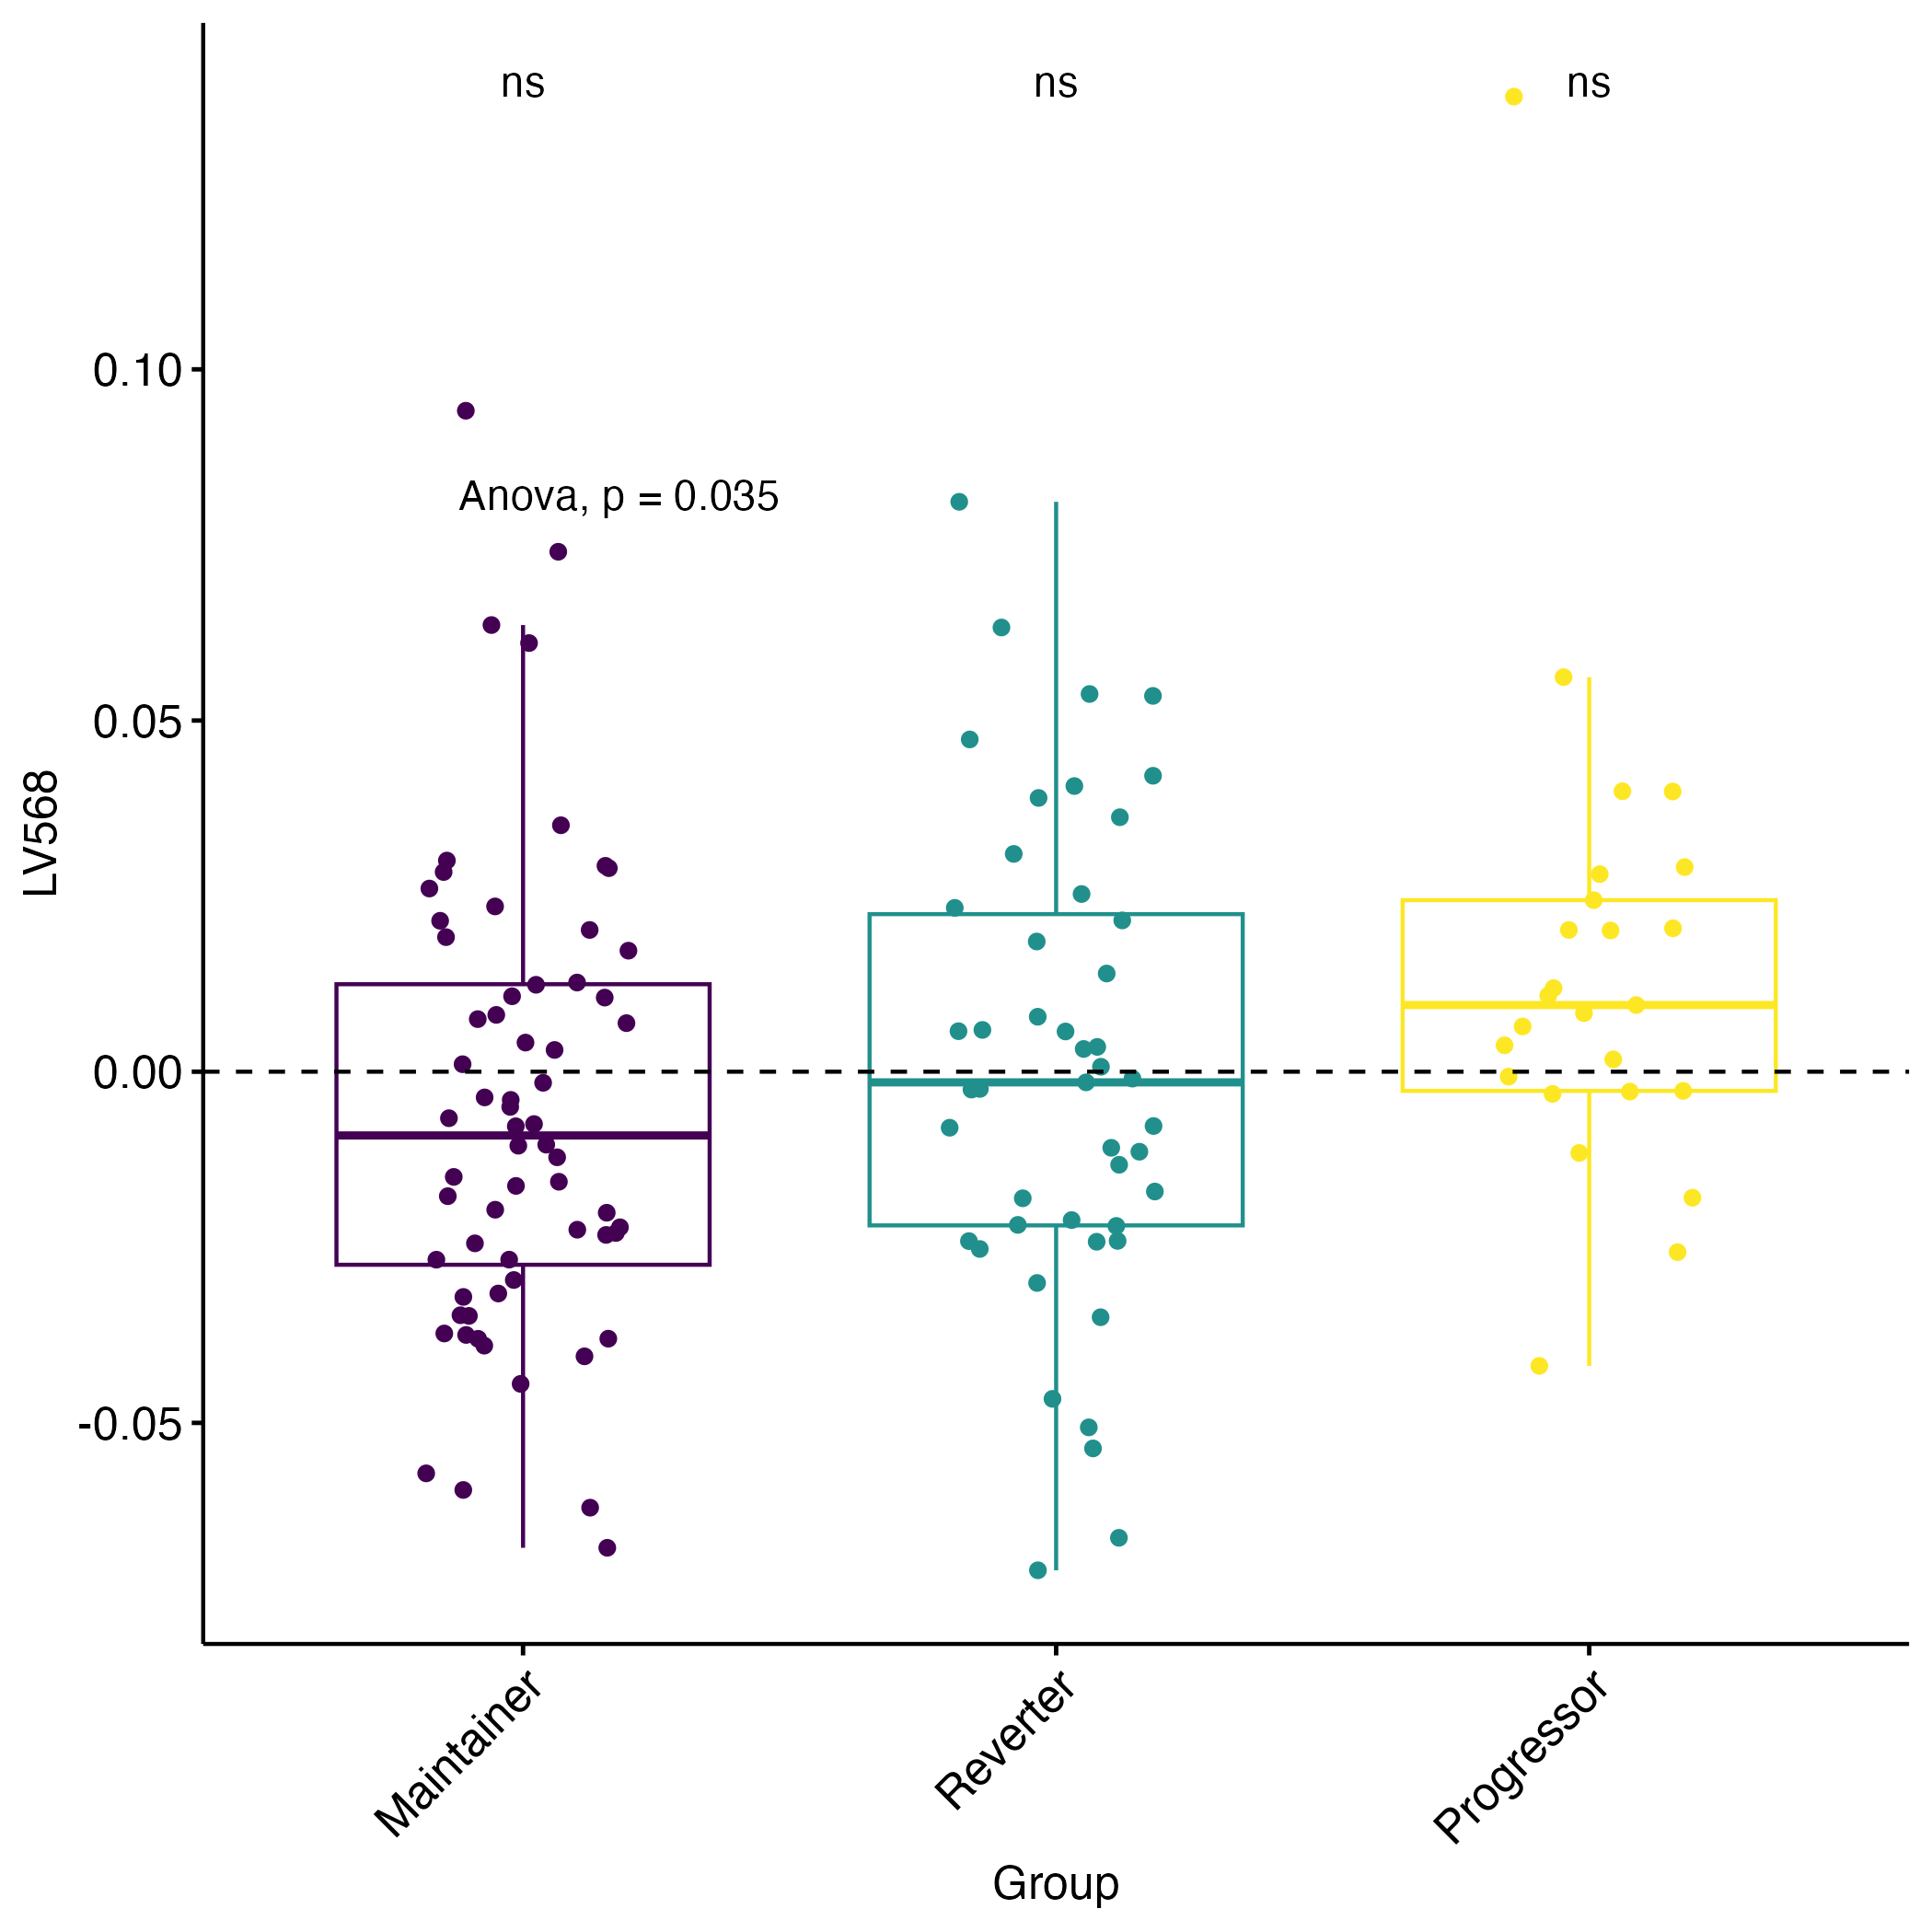 ns ns ns
0.10
Anova, p = 0.035
0.05
LV568
0.00
-0.05
Maintainer Reverter Progressor
Group